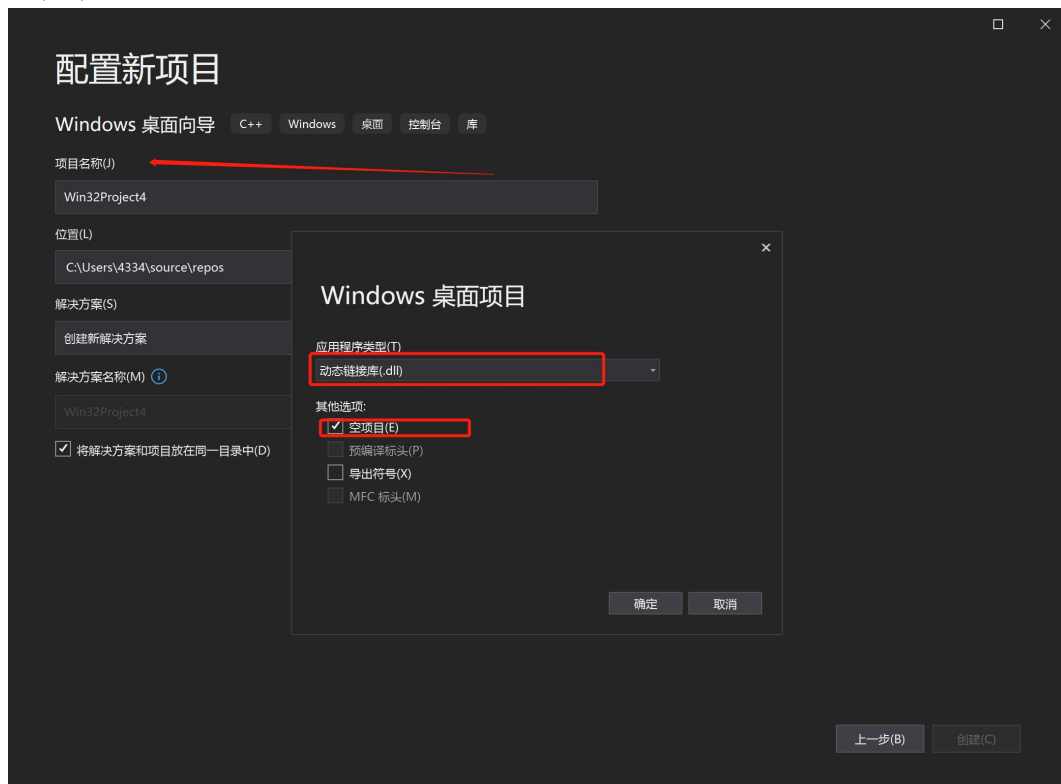 配置新项目
Windows 桌面向导 C++ Windows 桌面 控制台 库
项目名称(J)
Win32Project4
位置(L)
C:\Users\4334\source\repos
解决方案(S)
创建新解决方案
解决方案名称(M)
Win32Project4
将解决方案和项目放在同一目录中(D)
Windows 桌面项目
应用程序类型(T)
动态链接库(.dll)
其他选项:
空项目(E)
预编译标头(P)
导出符号(X)
MFC 标头(M)
确定 取消
上一步(B) 创建(C)